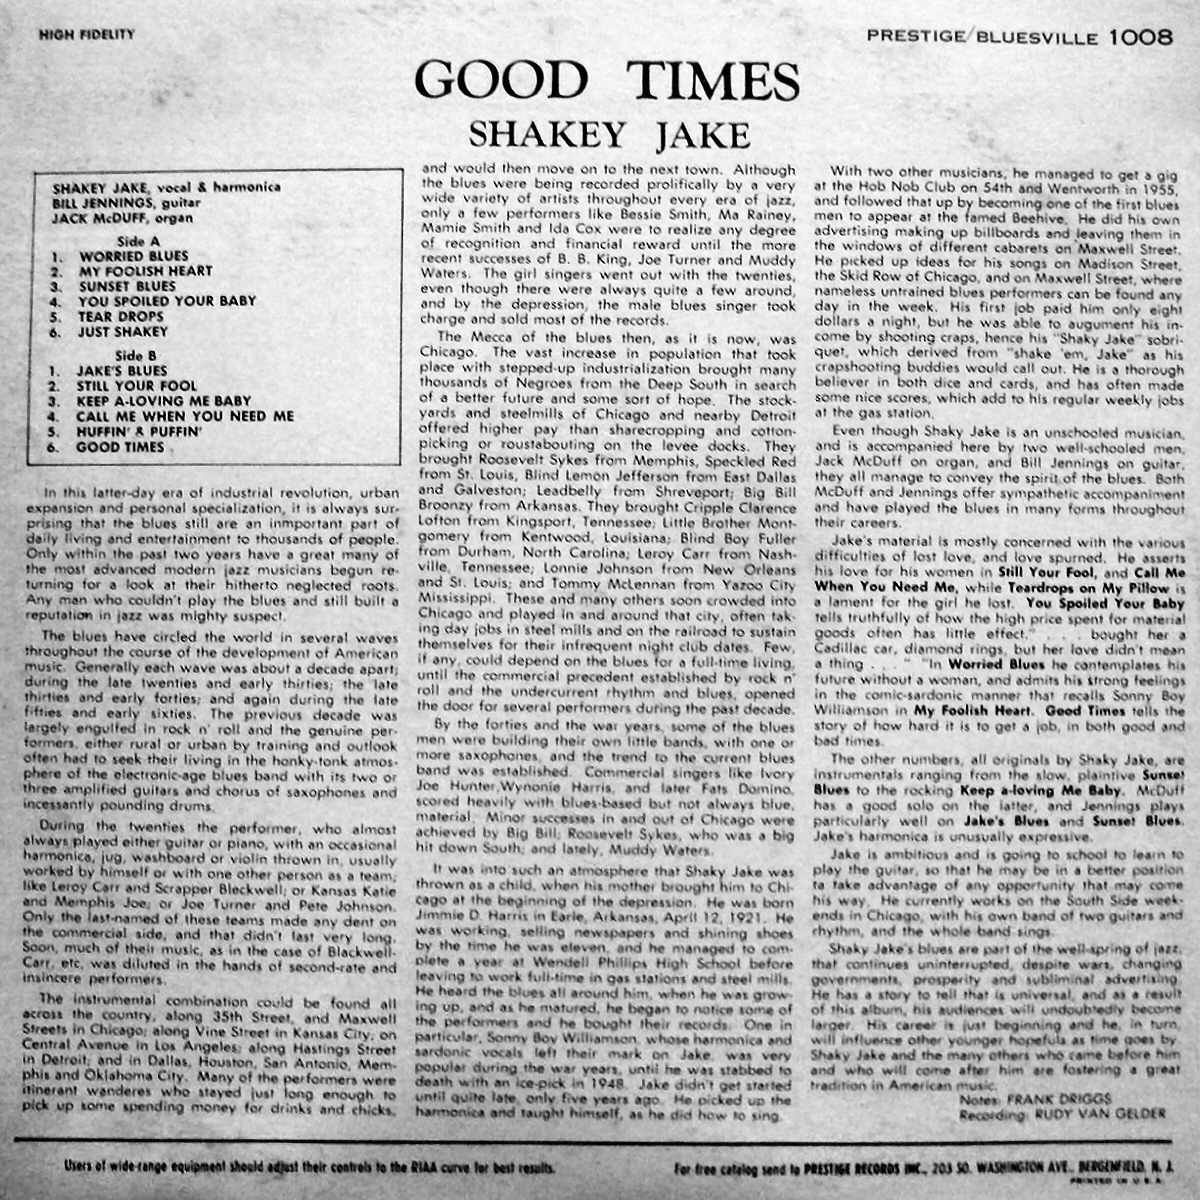 HIGH FIDELITY
PRESTIGE/BLUESVILLE 1008
GOOD TIMES
SHAKEY JAKE
SHAKEY JAKE, vocal & harmonica
BILL JENNINGS, guitar
JACK McDUFF, organ
Side A
1. WORRIED BLUES
2. MY FOOLISH HEART
3. SUNSET BLUES
4. YOU SPOILED YOUR BABY
5. TEAR DROPS
6. JUST SHAKEY
Side B
1. JAKE'S BLUES
2. STILL YOUR FOOL
3. KEEP A-LOVING ME BABY
4. CALL ME WHEN YOU NEED ME
5. HUFFIN' & PUFFIN'
6. GOOD TIMES
In this latter-day era of industrial revolution, urban
expansion and personal specialization, it is always sur-
prising that the blues still are an inmportant part of
daily living and entertainment to thousands of people.
Only within the past two years have a great many of
the most advanced modern jazz musicians begun re-
turning for a look at their hitherto neglected roots.
Any man who couldn't play the blues and still built a
reputation in jazz was mighty suspect.
The blues have circled the world in several waves
throughout the course of the development of American
music. Generally each wave was about a decade apart;
during the late twenties and early thirties; the late
thirties and early forties; and again during the late
fifties and early sixties. The previous decade was
largely engulfed in rock n' roll and the genuine per-
formers, either rural or urban by training and outlook
often had to seek their living in the honky-tonk atmos-
phere of the electronic-age blues band with its two or
three amplified guitars and chorus of saxophones and
incessantly pounding drums.
During the twenties the performer, who almost
always played either guitar or piano, with an occasional
harmonica, jug, washboard or violin thrown in, usually
worked by himself or with one other person as a team;
like Leroy Carr and Scrapper Bleckwell; or Kansas Katie
and Memphis Joe; or Joe Turner and Pete Johnson.
Only the last-named of these teams made any dent on
the commercial side, and that didn't last very long.
Soon, much of their music, as in the case of Blackwell-
Carr, etc, was diluted in the hands of second-rate and
insincere performers.
The instrumental combination could be found all
across the country, along 35th Street, and Maxwell
Streets in Chicago; along Vine Street in Kansas City; on
Central Avenue in Los Angeles; along Hastings Street
in Detroit; and in Dallas, Houston, San Antonio, Mem-
phis and Oklahoma City. Many of the performers were
itinerant wanderes who stayed just long enough to
pick up some spending money for drinks and chicks,
and would then move on to the next town. Although
the blues were being recorded prolifically by a very
wide variety of artists throughout every era of jazz,
only a few performers like Bessie Smith, Ma Rainey,
Mamie Smith and Ida Cox were to realize any degree
of recognition and financial reward until the more
recent successes of B. B. King, Joe Turner and Muddy
Waters. The girl singers went out with the twenties,
even though there were always quite a few around,
and by the depression, the male blues singer took
charge and sold most of the records.
The Mecca of the blues then, as it is now, was
Chicago. The vast increase in population that took
place with stepped-up industrialization brought many
thousands of Negroes from the Deep South in search
of a better future and some sort of hope. The stock-
yards and steelmills of Chicago and nearby Detroit
offered higher pay than sharecropping and cotton-
picking or roustabouting on the levee docks. They
brought Roosevelt Sykes from Memphis, Speckled Red
from St. Louis, Blind Lemon Jefferson from East Dallas
and Galveston; Leadbelly from Shreveport; Big Bill
Broonzy from Arkansas. They brought Cripple Clarence
Lofton from Kingsport, Tennessee; Little Brother Mont-
gomery from Kentwood, Louisiana; Blind Boy Fuller
from Durham, North Carolina; Leroy Carr from Nash-
ville, Tennessee; Lonnie Johnson from New Orleans
and St. Louis; and Tommy McLennan from Yazoo City
Mississippi. These and many others soon crowded into
Chicago and played in and around that city, often tak-
ing day jobs in steel mills and on the railroad to sustain
themselves for their infrequent night club dates. Few,
if any, could depend on the blues for a full-time living,
until the commercial precedent established by rock n'
roll and the undercurrent rhythm and blues, opened
the door for several performers during the past decade.
By the forties and the war years, some of the blues
men were building their own little bands, with one or
more saxophones, and the trend to the current blues
band was established. Commercial singers like Ivory
Joe Hunter, Wynonie Harris, and later Fats Domino,
scored heavily with blues-based but not always blue,
material. Minor successes in and out of Chicago were
achieved by Big Bill; Roosevelt Sykes, who was a big
hit down South; and lately, Muddy Waters.
It was into such an atmosphere that Shaky Jake was
thrown as a child, when his mother brought him to Chi-
cago at the beginning of the depression. He was born
Jimmie D. Harris in Earle, Arkansas, April 12, 1921. He
was working, selling newspapers and shining shoes
by the time he was eleven, and he managed to com-
plete a year at Wendell Phillips High School before
leaving to work full-time in gas stations and steel mills.
He heard the blues all around him, when he was grow-
ing up, and as he matured, he began to notice some of
the performers and he bought their records. One in
particular, Sonny Boy Williamson, whose harmonica and
sardonic vocals left their mark on Jake, was very
popular during the war years, until he was stabbed to
death with an ice-pick in 1948. Jake didn't get started
until quite late, only five years ago. He picked up the
harmonica and taught himself, as he did how to sing.
With two other musicians, he managed to get a gig
at the Hob Nob Club on 54th and Wentworth in 1955,
and followed that up by becoming one of the first blues
men to appear at the famed Beehive. He did his own
advertising making up billboards and leaving them in
the windows of different cabarets on Maxwell Street.
He picked up ideas for his songs on Madison Street,
the Skid Row of Chicago, and on Maxwell Street, where
nameless untrained blues performers can be found any
day in the week. His first job paid him only eight
dollars a night, but he was able to augument his in-
come by shooting craps, hence his "Shaky Jake" sobri-
quet, which derived from "shake 'em, Jake" as his
crapshooting buddies would call out. He is a thorough
believer in both dice and cards, and has often made
some nice scores, which add to his regular weekly jobs
at the gas station.
Even though Shaky Jake is an unschooled musician,
and is accompanied here by two well-schooled men,
Jack McDuff on organ, and Bill Jennings on guitar,
they all manage to convey the spirit of the blues. Both
McDuff and Jennings offer sympathetic accompaniment
and have played the blues in many forms throughout
their careers.
Jake's material is mostly concerned with the various
difficulties of lost love, and love spurned. He asserts
his love for his women in Still Your Fool, and Call Me
When You Need Me, while Teardrops on My Pillow is
a lament for the girl he lost. You Spoiled Your Baby
tells truthfully of how the high price spent for material
goods often has little effect." . . . bought her a
Cadillac car, diamond rings, but her love didn't mean
a thing . . . " "In Worried Blues he contemplates his
future without a woman, and admits his strong feelings
in the comic-sardonic manner that recalls Sonny Boy
Williamson in My Foolish Heart. Good Times tells the
story of how hard it is to get a job, in both good and
bad times.
The other numbers, all originals by Shaky Jake, are
instrumentals ranging from the slow, plaintive Sunset
Blues to the rocking Keep a-loving Me Baby. McDuff
has a good solo on the latter, and Jennings plays
particularly well on Jake's Blues and Sunset Blues.
Jake's harmonica is unusually expressive.
Jake is ambitious and is going to school to learn to
play the guitar, so that he may be in a better position
ta take advantage of any opportunity that may come
his way. He currently works on the South Side week-
ends in Chicago, with his own band of two guitars and
rhythm, and the whole band sings.
Shaky Jake's blues are part of the well-spring of jazz,
that continues uninterrupted, despite wars, changing
governments, prosperity and subliminal advertising.
He has a story to tell that is universal, and as a result
of this album, his audiences will undoubtedly become
larger. His career is just beginning and he, in turn,
will influence other younger hopefuls as time goes by
Shaky Jake and the many others who came before him
and who will come after him are fostering a great
tradition in American music.
Notes: FRANK DRIGGS
Recording: RUDY VAN GELDER
Users of wide-range equipment should adjust their controls to the RIAA curve for best results.
For free catalog send to PRESTIGE RECORDS INC., 203 SO. WASHINGTON AVE., BERGENFIELD, N. J.
PRINTED IN U.S.A.